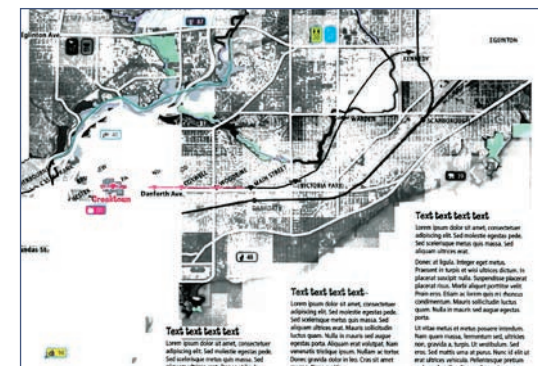 Eglinton Ave.
87
EGLINTON
KENNEDY
WARDEN
SCARBOROUGH
MAIN STREET
WOODBINE
COXWELL
VICTORIA PARK
Danforth Ave.
Greektown
DANFORTH
48
Text text text text
Lorem ipsum dolor sit amet, consectetuer
adipiscing elit. Sed molestie egestas pede.
Sed scelerisque metus quis massa. Sed
aliquam ultrices ligula.
Donec at ligula. Integer eget metus.
Praesent in turpis et wisi ultrices dictum. In
placerat suscipit nulla. Suspendisse placerat
placerat risus. Morbi aliquet porttitor velit.
Proin eros. Etiam ac lorem quis mi rhoncus
condimentum. Mauris sollicitudin luctus
quam. Nulla in mauris sed augue egestas
porta.
Ut vitae metus et metus posuere interdum.
Nam quam massa, fermentum sed, ultricies
non, gravida a, turpis. Ut vestibulum. Sed
eros. Sed mattis urna at purus. Nunc id elit ut
erat ultrices vehicula. Pellentesque pretium
Text text text text
Lorem ipsum dolor sit amet, consectetuer
adipiscing elit. Sed molestie egestas pede.
Sed scelerisque metus quis massa. Sed
aliquam ultrices erat. Mauris sollicitudin
luctus quam. Nulla in mauris sed augue
egestas porta. Aliquam erat volutpat. Nam
venenatis tristique ipsum. Nullam ac tortor.
Donec gravida dolor in leo. Cras sit amet
Text text text text
Lorem ipsum dolor sit amet, consectetuer
adipiscing elit. Sed molestie egestas pede.
Sed scelerisque metus quis massa. Sed